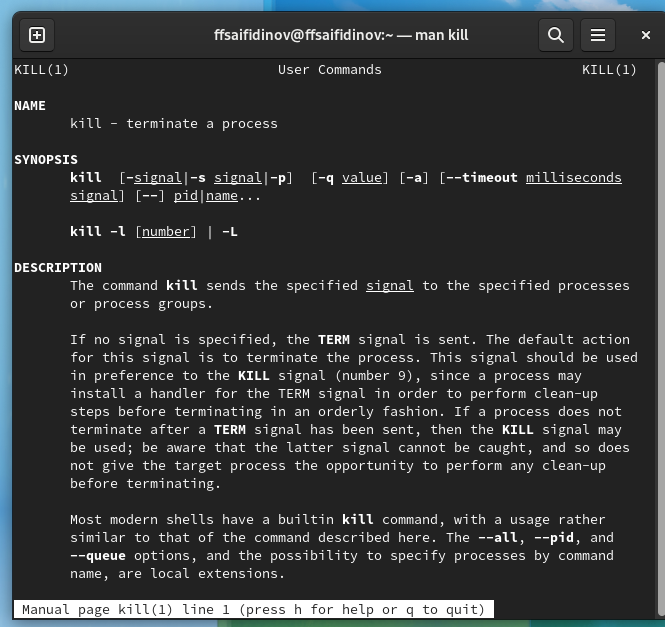 ffsaifidinov@ffsaifidinov:~ — man kill
KILL(1) User Commands KILL(1)
NAME
kill - terminate a process
SYNOPSIS
kill [-signal|-s signal|-p] [-q value] [-a] [--timeout milliseconds
signal] [--] pid|name...
kill -l [number] | -L
DESCRIPTION
The command kill sends the specified signal to the specified processes
or process groups.
If no signal is specified, the TERM signal is sent. The default action
for this signal is to terminate the process. This signal should be used
in preference to the KILL signal (number 9), since a process may
install a handler for the TERM signal in order to perform clean-up
steps before terminating in an orderly fashion. If a process does not
terminate after a TERM signal has been sent, then the KILL signal may
be used; be aware that the latter signal cannot be caught, and so does
not give the target process the opportunity to perform any clean-up
before terminating.
Most modern shells have a builtin kill command, with a usage rather
similar to that of the command described here. The --all, --pid, and
--queue options, and the possibility to specify processes by command
name, are local extensions.
Manual page kill(1) line 1 (press h for help or q to quit)